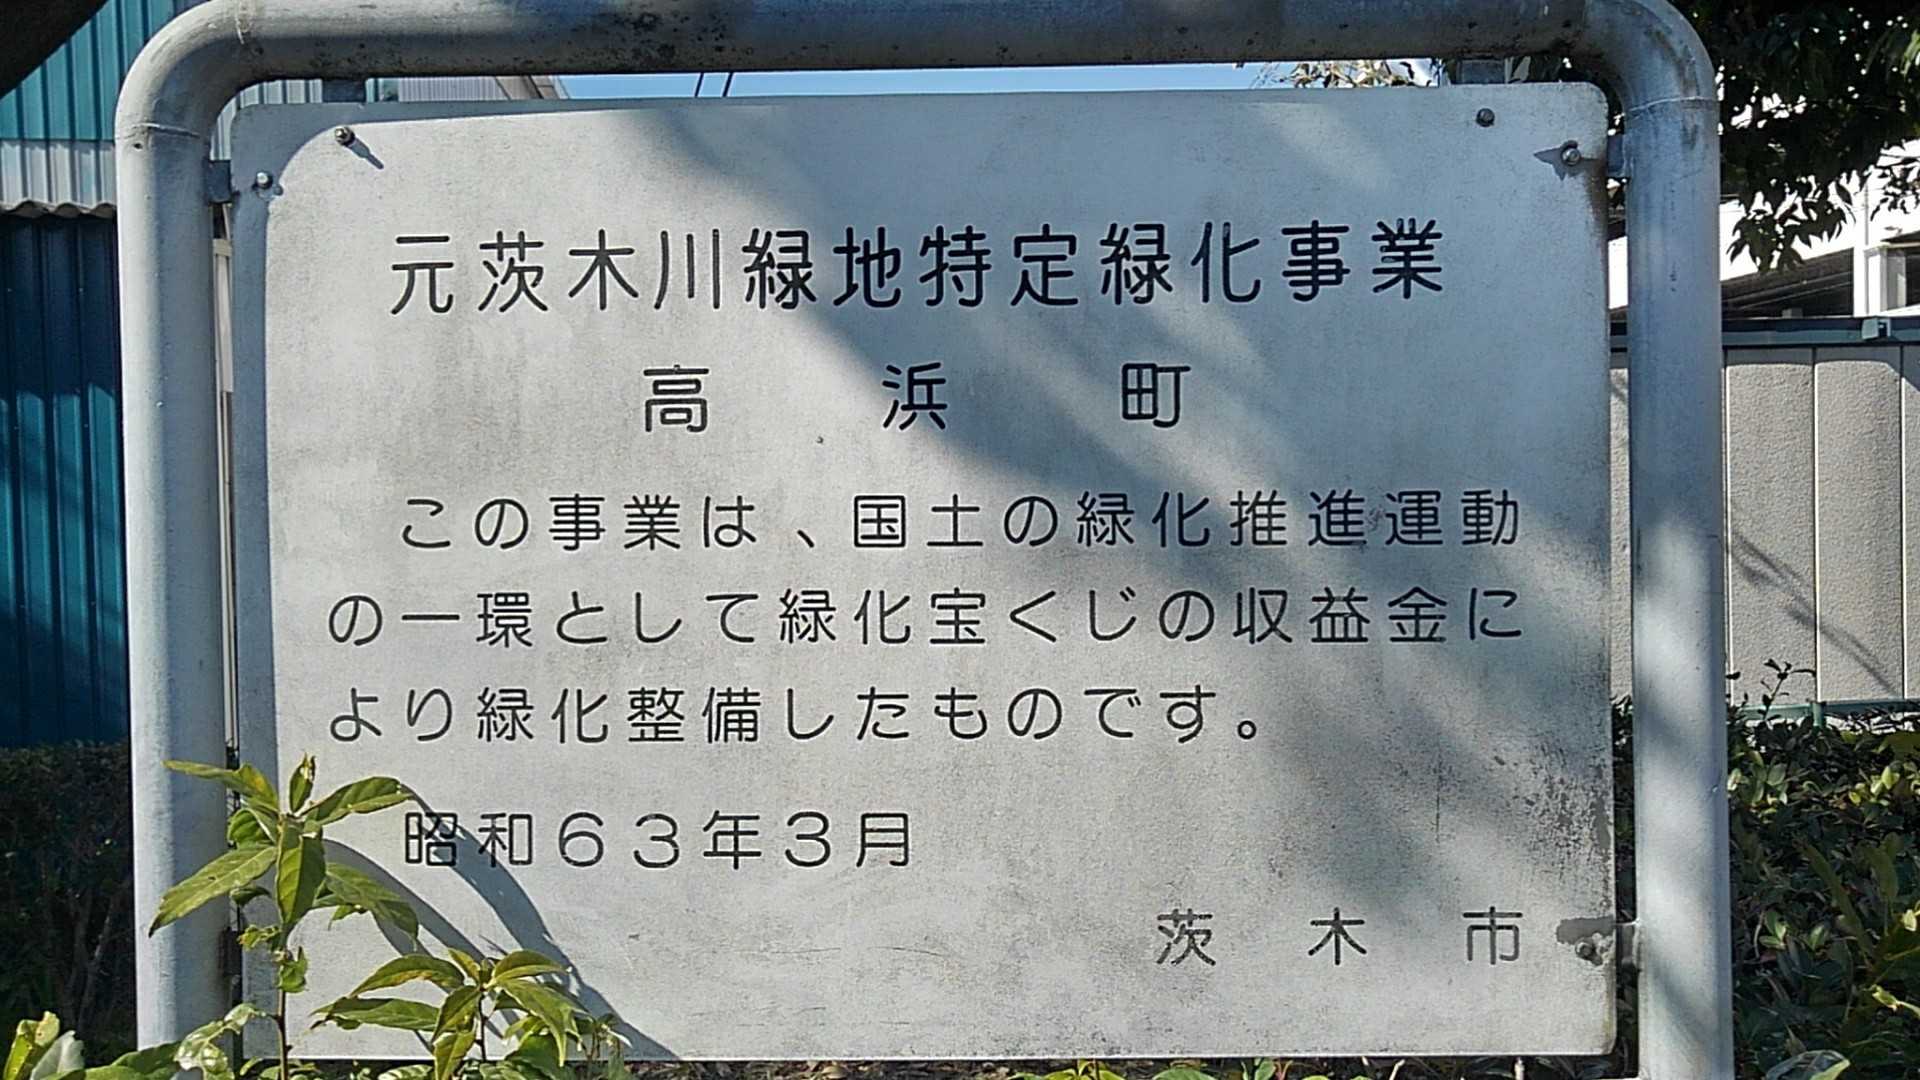 元茨木川緑地特定緑化事業
高浜町
この事業は、国土の緑化推進運動
の一環として緑化宝くじの収益金に
より緑化整備したものです。
昭和63年3月
茨木市